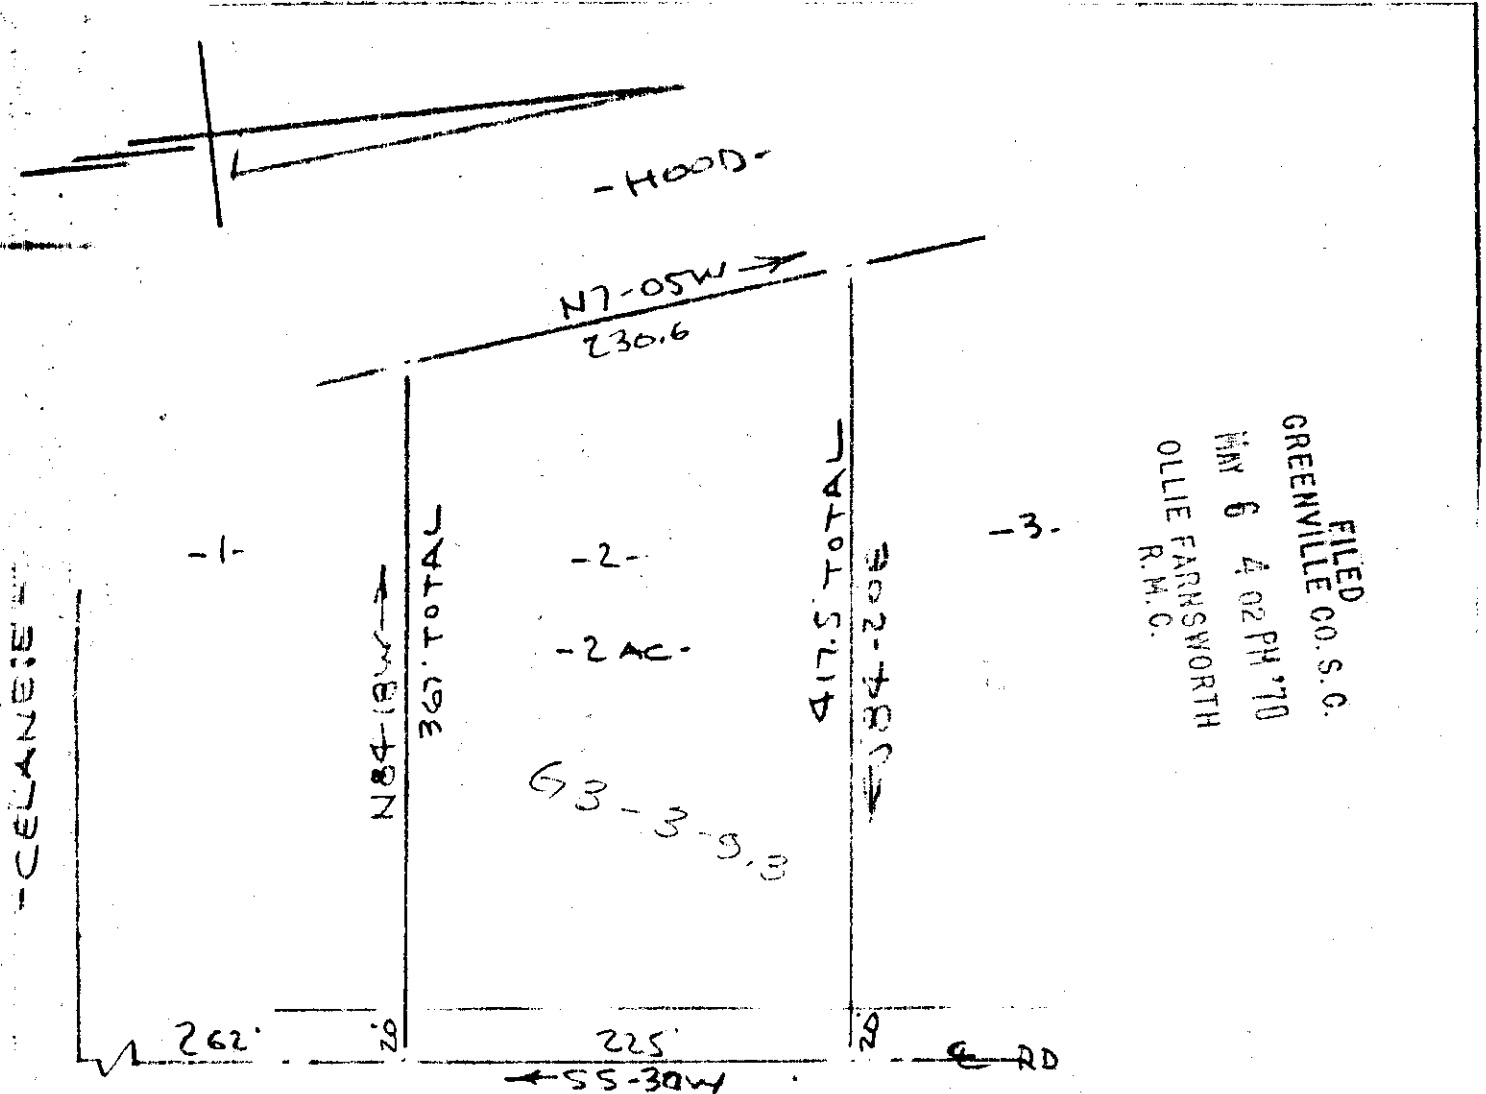 -HOOD-
N7-05W
230.6
-1-
-2-
-2 AC-
-3-
N84-18W
367' TOTAL
417.5 TOTAL
S84-20E
63-3-9.3
-CELANESE-
262'
20'
225'
20'
S5-30W
℄ RD
FILED
GREENVILLE CO. S. C.
MAY 6 4 02 PM '70
OLLIE FARNSWORTH
R.M.C.